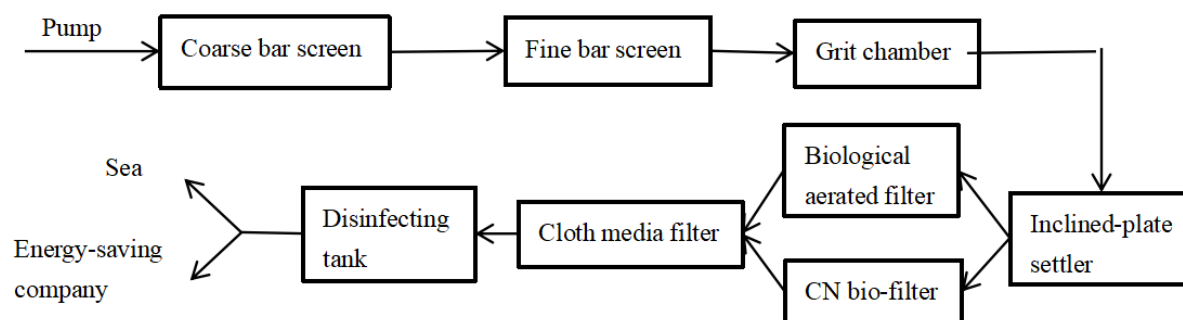 Pump
Coarse bar screen
Fine bar screen
Grit chamber
Inclined-plate
settler
Biological
aerated filter
CN bio-filter
Cloth media filter
Disinfecting
tank
Sea
Energy-saving
company